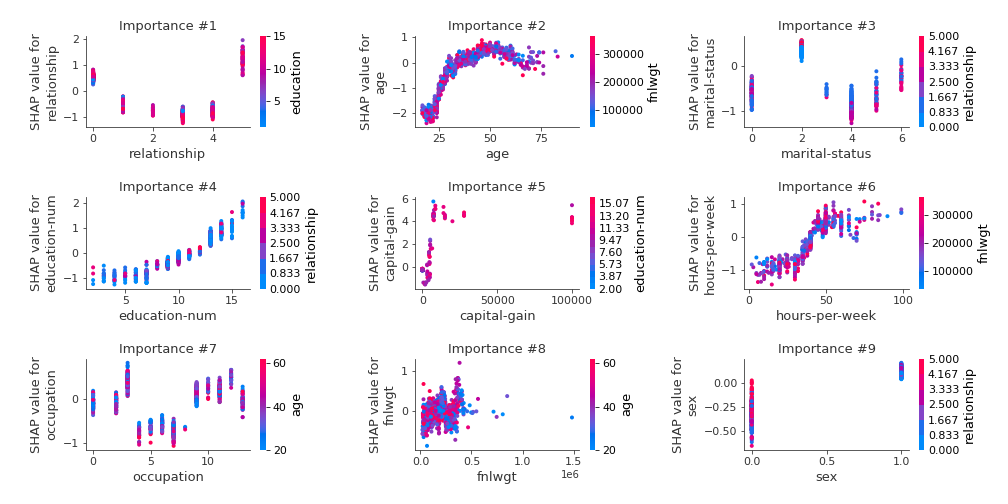 Importance #1
SHAP value for
relationship
2
1
0
−1
0
2
4
relationship
15
10
5
education
Importance #2
SHAP value for
age
1
0
−1
−2
25
50
75
age
300000
200000
100000
fnlwgt
Importance #3
SHAP value for
marital-status
0
−1
0
2
4
6
marital-status
5.000
4.167
3.333
2.500
1.667
0.833
0.000
relationship
Importance #4
SHAP value for
education-num
2
1
0
−1
5
10
15
education-num
5.000
4.167
3.333
2.500
1.667
0.833
0.000
relationship
Importance #5
SHAP value for
capital-gain
6
4
2
0
0
50000
100000
capital-gain
15.07
13.20
11.33
9.47
7.60
5.73
3.87
2.00
education-num
Importance #6
SHAP value for
hours-per-week
1
0
−1
0
50
100
hours-per-week
300000
200000
100000
fnlwgt
Importance #7
SHAP value for
occupation
0
−1
0
5
10
occupation
60
40
20
age
Importance #8
SHAP value for
fnlwgt
1
0
0.0
0.5
1.0
1.5
1e6
fnlwgt
60
40
20
age
Importance #9
SHAP value for
sex
0.00
−0.25
−0.50
0.0
0.5
1.0
sex
5.000
4.167
3.333
2.500
1.667
0.833
0.000
relationship